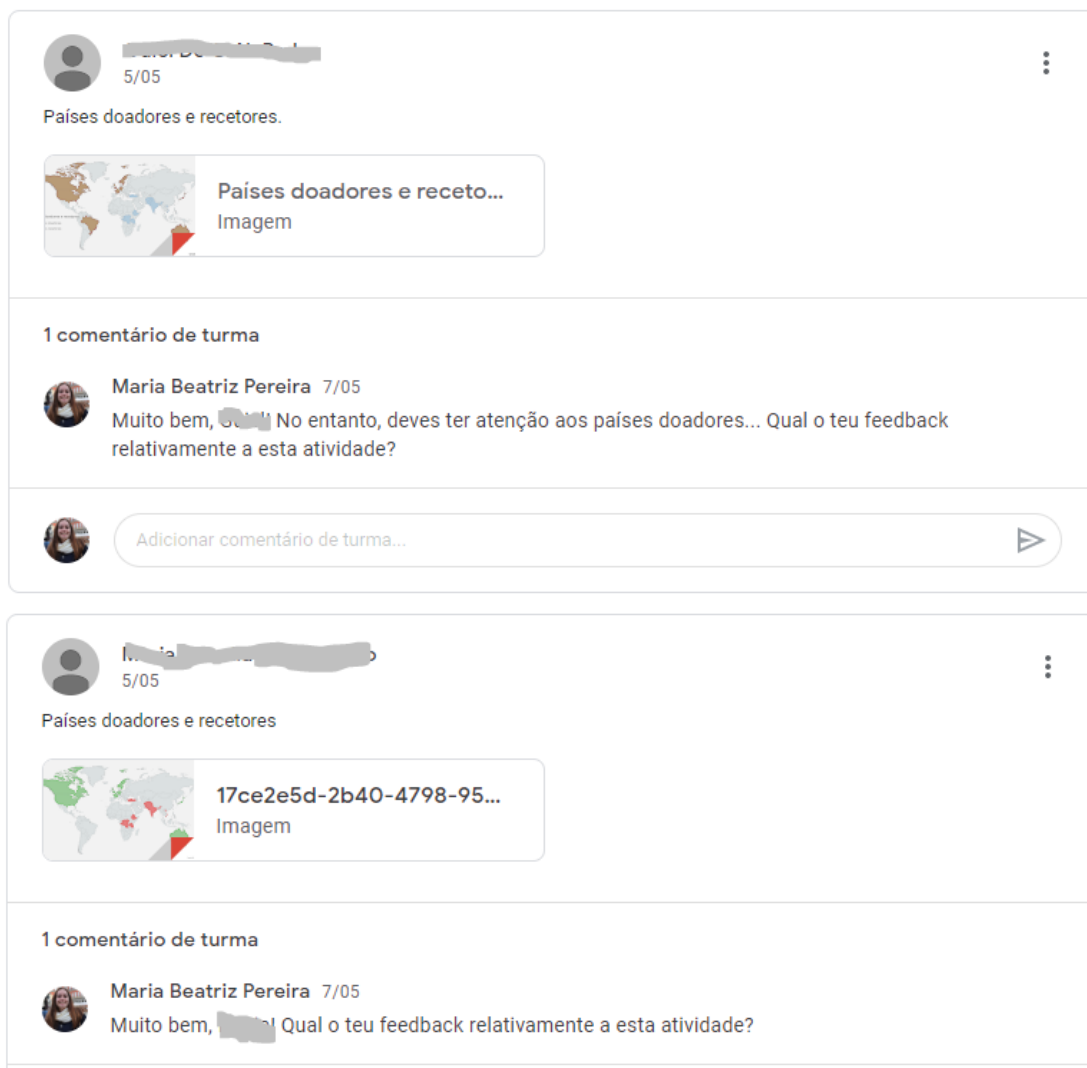 5/05
Países doadores e recetores.
Países doadores e receto...
Imagem
1 comentário de turma
Maria Beatriz Pereira 7/05
Muito bem, No entanto, deves ter atenção aos países doadores... Qual o teu feedback
relativamente a esta atividade?
Adicionar comentário de turma...
5/05
Países doadores e recetores
17ce2e5d-2b40-4798-95...
Imagem
1 comentário de turma
Maria Beatriz Pereira 7/05
Muito bem, Qual o teu feedback relativamente a esta atividade?